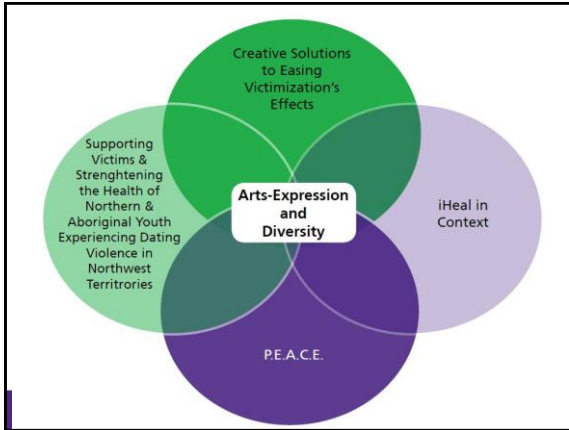 Creative Solutions
to Easing
Victimization's
Effects
Supporting
Victims &
Strenghtening
the Health of
Northern &
Aboriginal Youth
Experiencing Dating
Violence in
Northwest
Territrories
Arts-Expression
and
Diversity
iHeal in
Context
P.E.A.C.E.